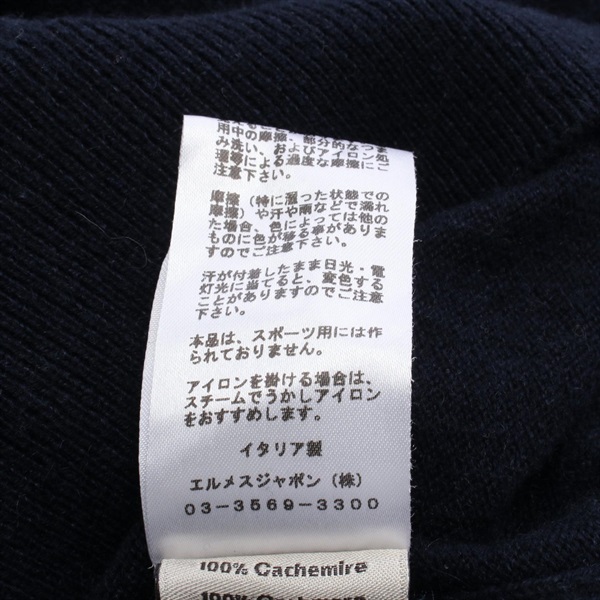 用中の摩擦、部分的なつまみ
み洗い、およびアイロン処
理等による過度な摩擦にご
注意下さい。
摩擦（特に湿った状態での
摩擦）や汗や雨などで濡れ
た場合、色によっては他の
ものに色が移る事がありま
すのでご注意下さい。
汗が付着したまま日光・電
灯光に当てると、変色する
ことがありますのでご注意
下さい。
本品は、スポーツ用には作
られておりません。
アイロンを掛ける場合は、
スチームでうかしアイロン
をおすすめします。
イタリア製
エルメスジャポン（株）
03-3569-3300
100% Cachemire